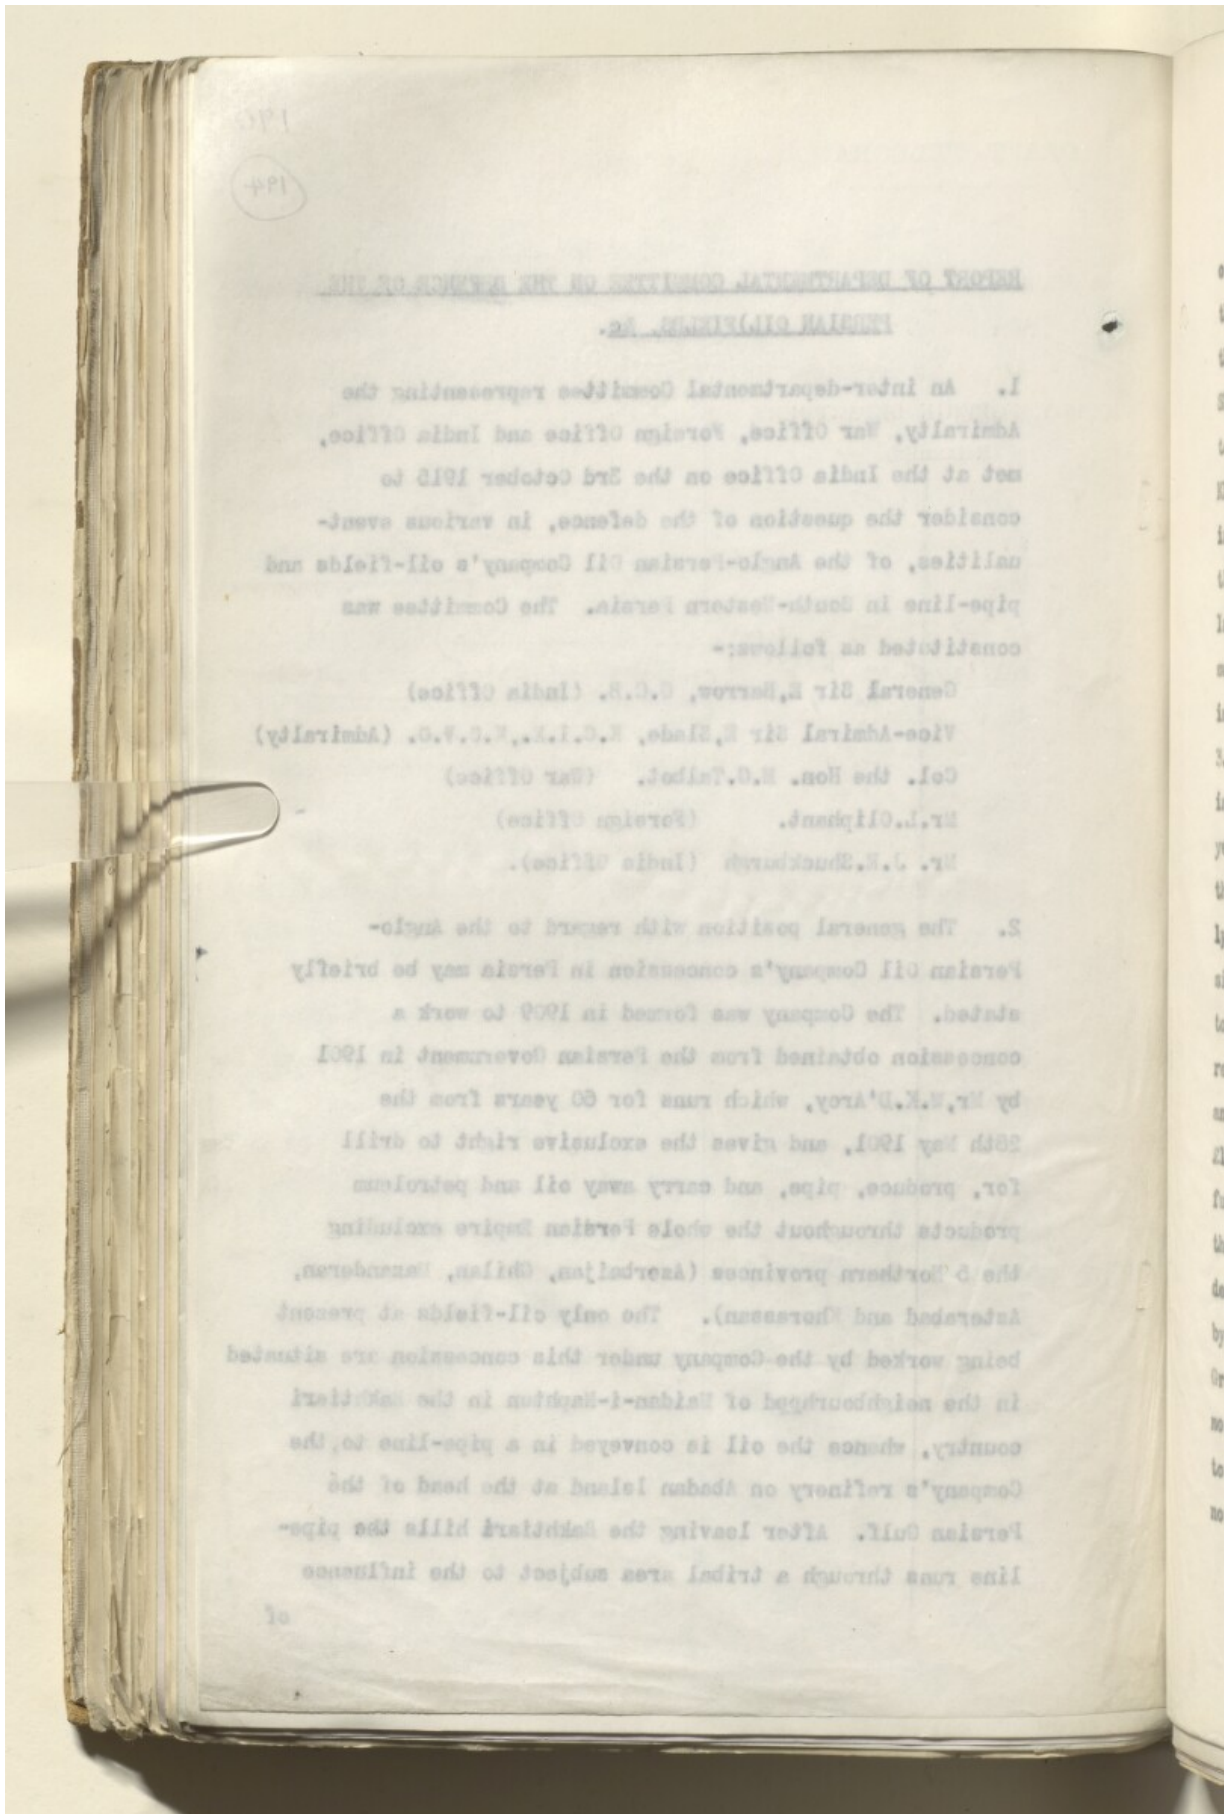 194
REPORT OF DEPARTMENTAL COMMITTEE ON THE DEFENCE OF THE
PERSIAN OIL FIELDS, &c.
1. An inter-departmental Committee representing the
Admiralty, War Office, Foreign Office and India Office,
met at the India Office on the 3rd October 1915 to
consider the question of the defence, in various event-
ualities, of the Anglo-Persian Oil Company's oil-fields and
pipe-line in South-Western Persia. The Committee was
constituted as follows:-
General Sir E,Barrow, G.C.B. (India Office)
Vice-Admiral Sir E,Slade, K.C.I.E.,K.C.V.O. (Admiralty)
Col. the Hon. M.G.Talbot. (War Office)
Mr.L.Oliphant. (Foreign Office)
Mr. J.E.Shuckburgh (India Office).
2. The general position with regard to the Anglo-
Persian Oil Company's concession in Persia may be briefly
stated. The Company was formed in 1909 to work a
concession obtained from the Persian Government in 1901
by Mr,W.K.D'Arcy, which runs for 60 years from the
28th May 1901, and gives the exclusive right to drill
for, produce, pipe, and carry away oil and petroleum
products throughout the whole Persian Empire excluding
the 5 Northern provinces (Azerbaijan, Ghilan, Mazanderan,
Asterabad and Khorassan). The only oil-fields at present
being worked by the Company under this concession are situated
in the neighbourhood of Maidan-i-Naphtun in the Bakhtiari
country, whence the oil is conveyed in a pipe-line to the
Company's refinery on Abadan Island at the head of the
Persian Gulf. After leaving the Bakhtiari hills the pipe-
line runs through a tribal area subject to the influence
of